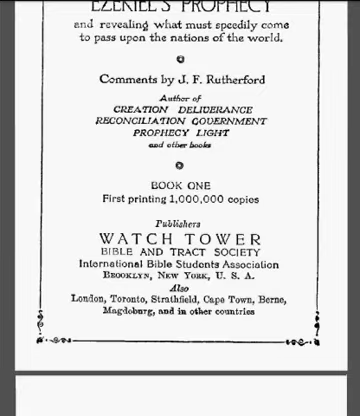 EZEKIEL'S PROPHECY
and revealing what must speedily come
to pass upon the nations of the world.
Comments by J. F. Rutherford
Author of
CREATION DELIVERANCE
RECONCILIATION GOVERNMENT
PROPHECY LIGHT
and other books
BOOK ONE
First printing 1,000,000 copies
Publishers
WATCH TOWER
BIBLE AND TRACT SOCIETY
International Bible Students Association
BROOKLYN, NEW YORK, U. S. A.
Also
London, Toronto, Strathfield, Cape Town, Berne,
Magdeburg, and in other countries